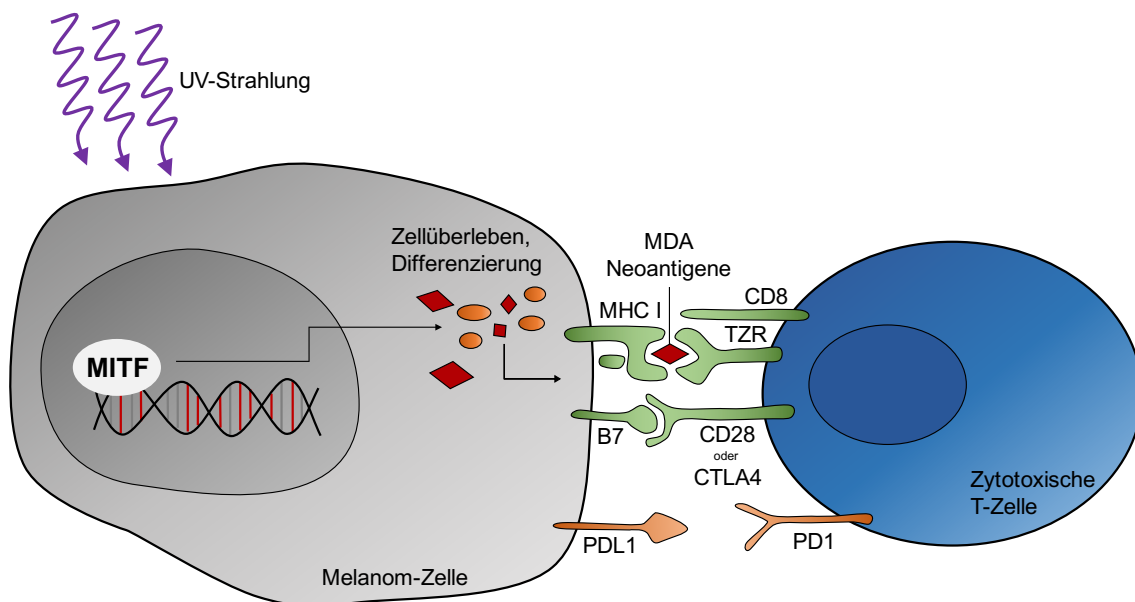 UV-Strahlung
Zellüberleben,
Differenzierung
MDA
Neoantigene
MHC I
CD8
TZR
MITF
B7
CD28
oder
CTLA4
Zytotoxische
T-Zelle
PDL1
PD1
Melanom-Zelle